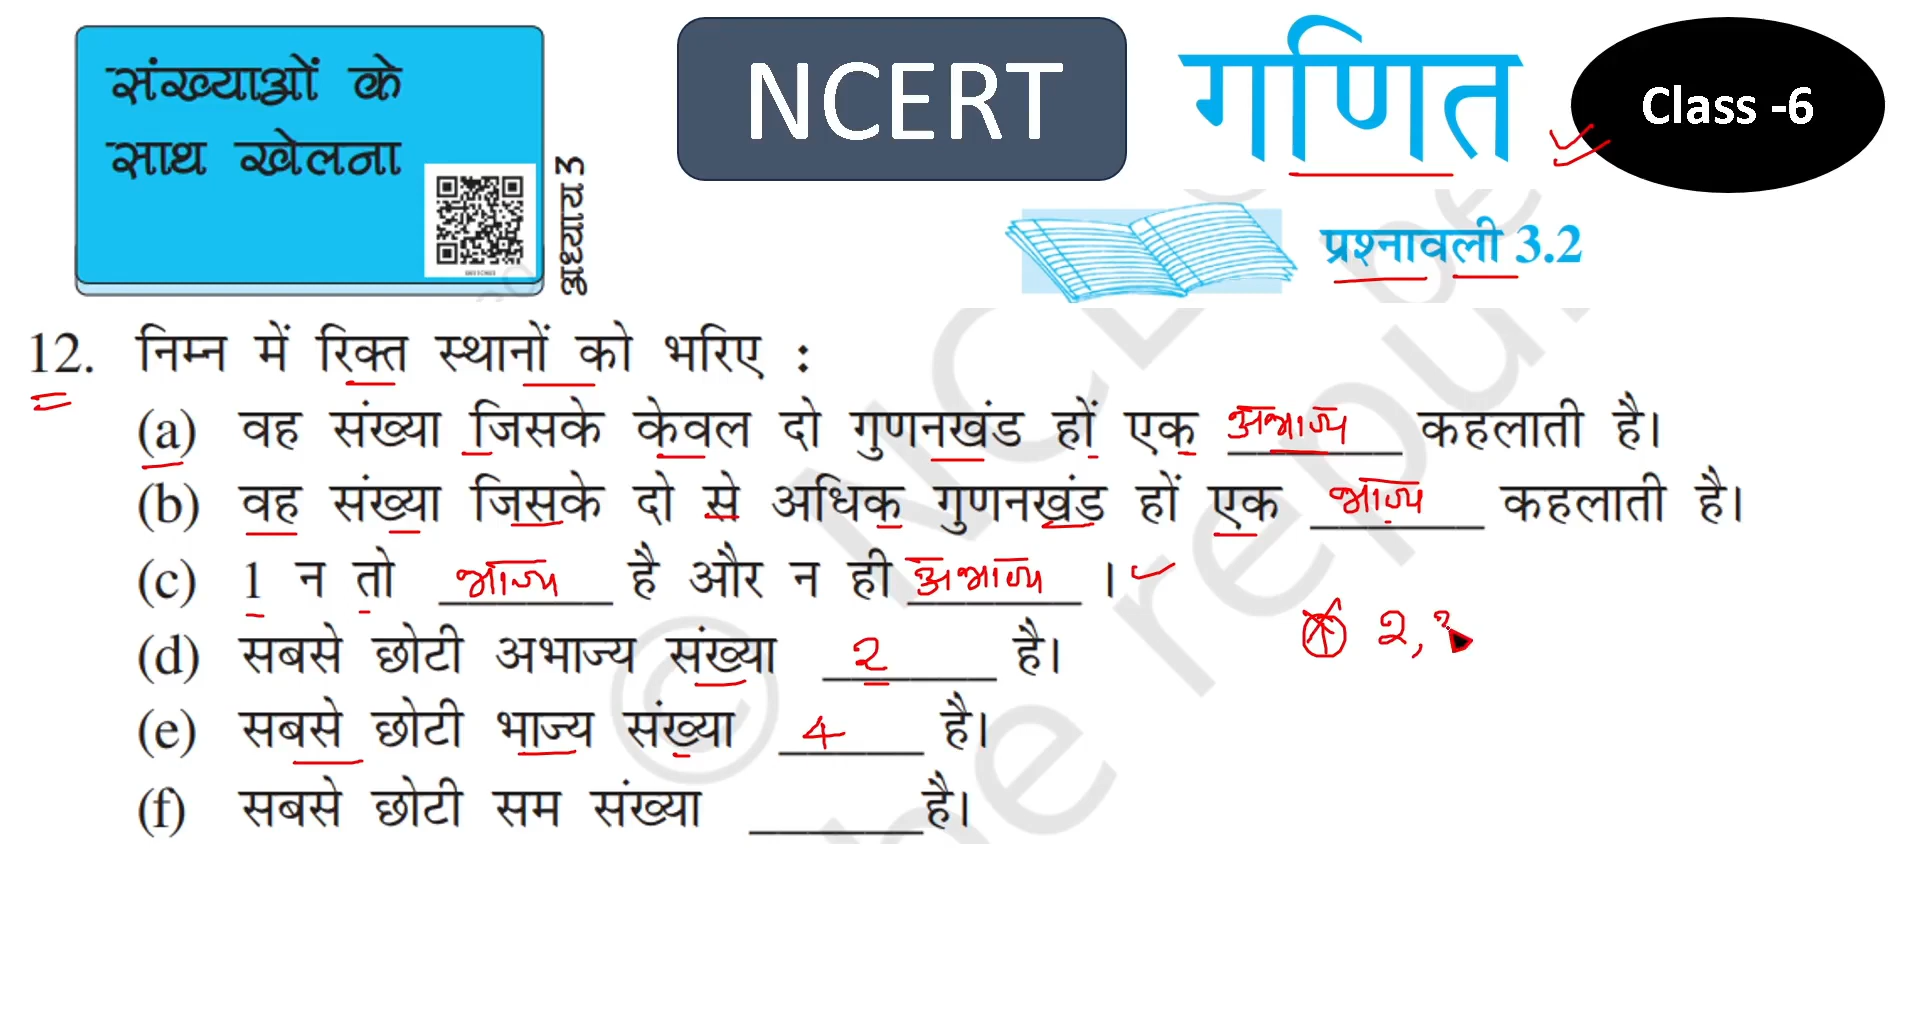 संख्याओं के
साथ खेलना
अध्याय 3
NCERT
गणित
Class -6
प्रश्नावली 3.2
12. निम्न में रिक्त स्थानों को भरिए :
(a) वह संख्या जिसके केवल दो गुणनखंड हों एक अभाज्य कहलाती है।
(b) वह संख्या जिसके दो से अधिक गुणनखंड हों एक भाज्य कहलाती है।
(c) 1 न तो भाज्य है और न ही अभाज्य ।
2,
(d) सबसे छोटी अभाज्य संख्या 2 है।
(e) सबसे छोटी भाज्य संख्या 4 है।
(f) सबसे छोटी सम संख्या ______ है।